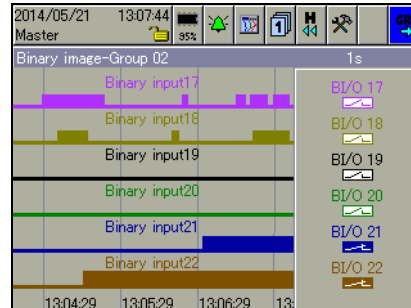 2014/05/21 13:07:44
Master 95% 1 H
Binary image-Group 02 1s
Binary input17 BI/O 17
Binary input18 BI/O 18
Binary input19 BI/O 19
Binary input20 BI/O 20
Binary input21 BI/O 21
Binary input22 BI/O 22
13:04:29 13:05:29 13:06:29 13: